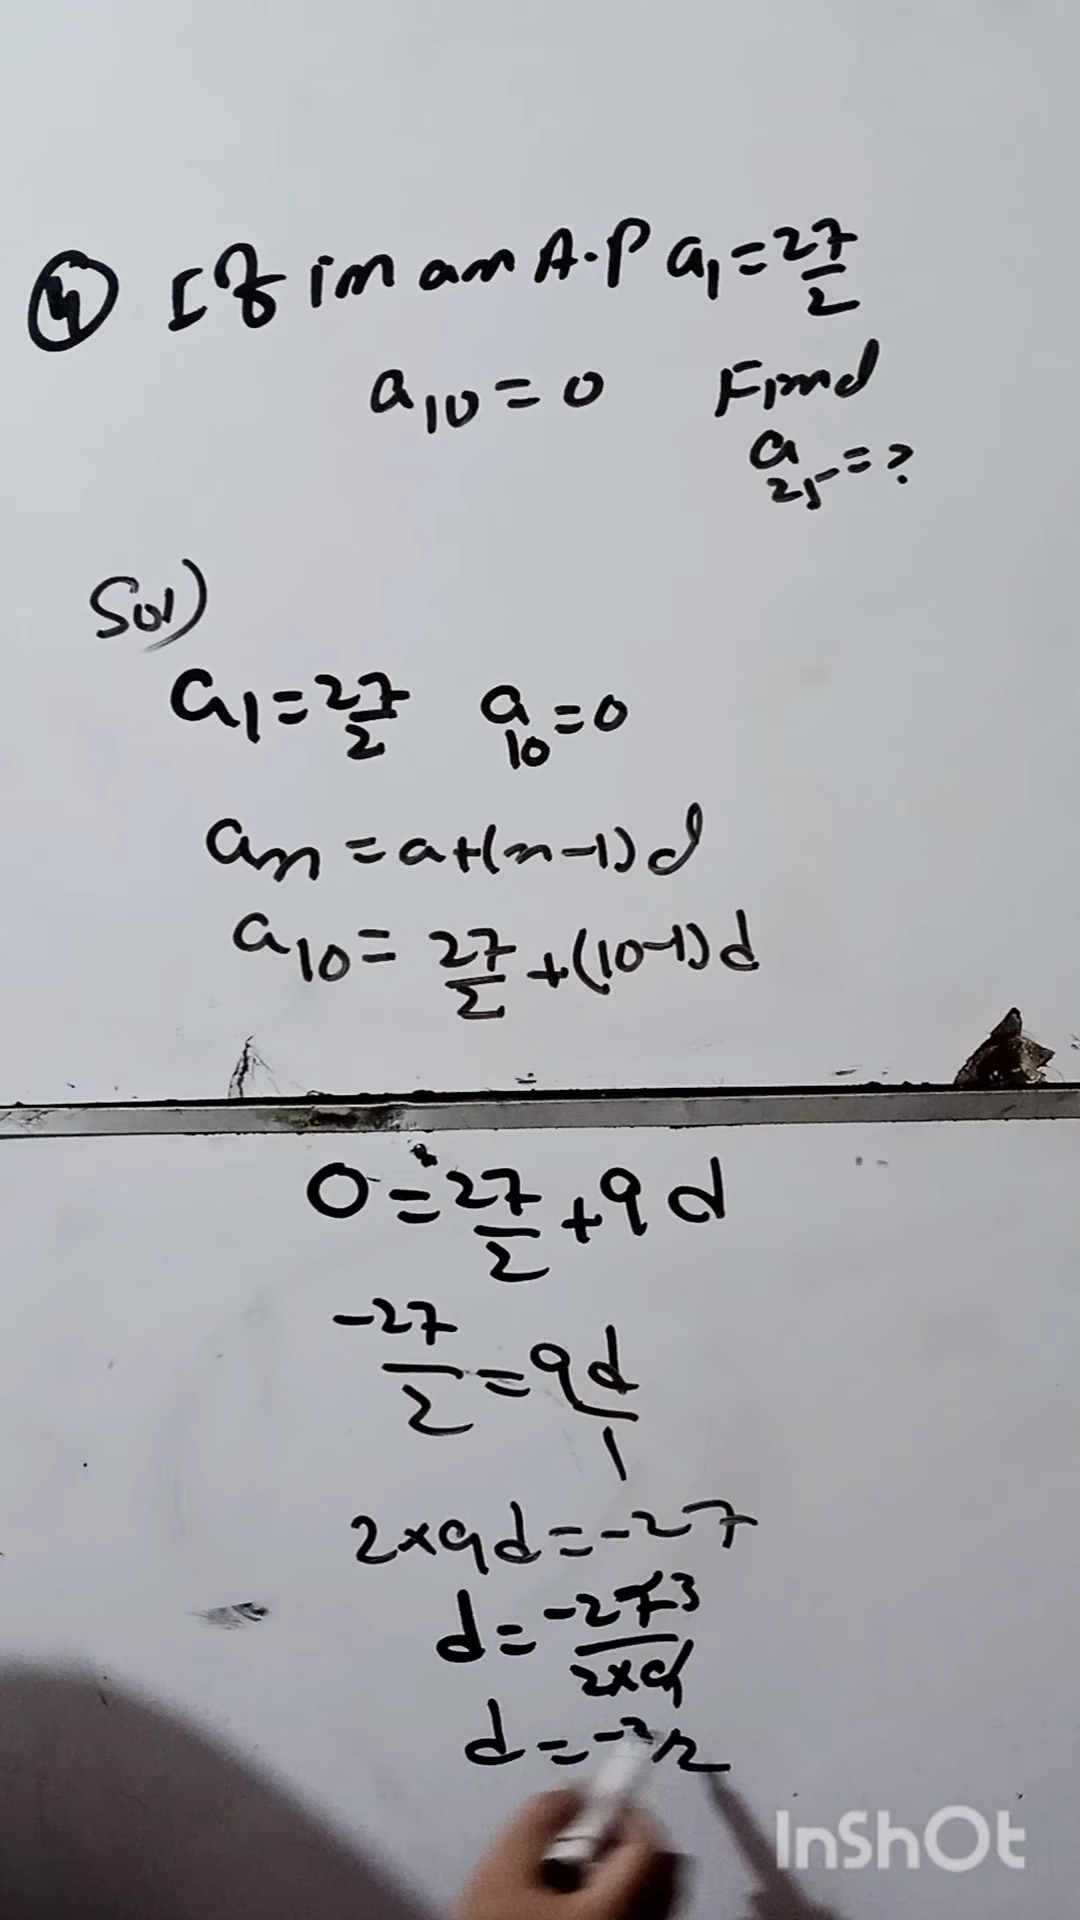 ④ If in an A.P a₁ = 27/2
a₁₀ = 0 Find
a₂₅ = ?
Sol)
a₁ = 27/2 a₁₀ = 0
an = a+(n-1)d
a₁₀ = 27/2 +(10-1)d
0 = 27/2 + 9d
-27/2 = 9d/1
2×9d = -27
d = -27 3/2×9
d = -3/2
InShOt